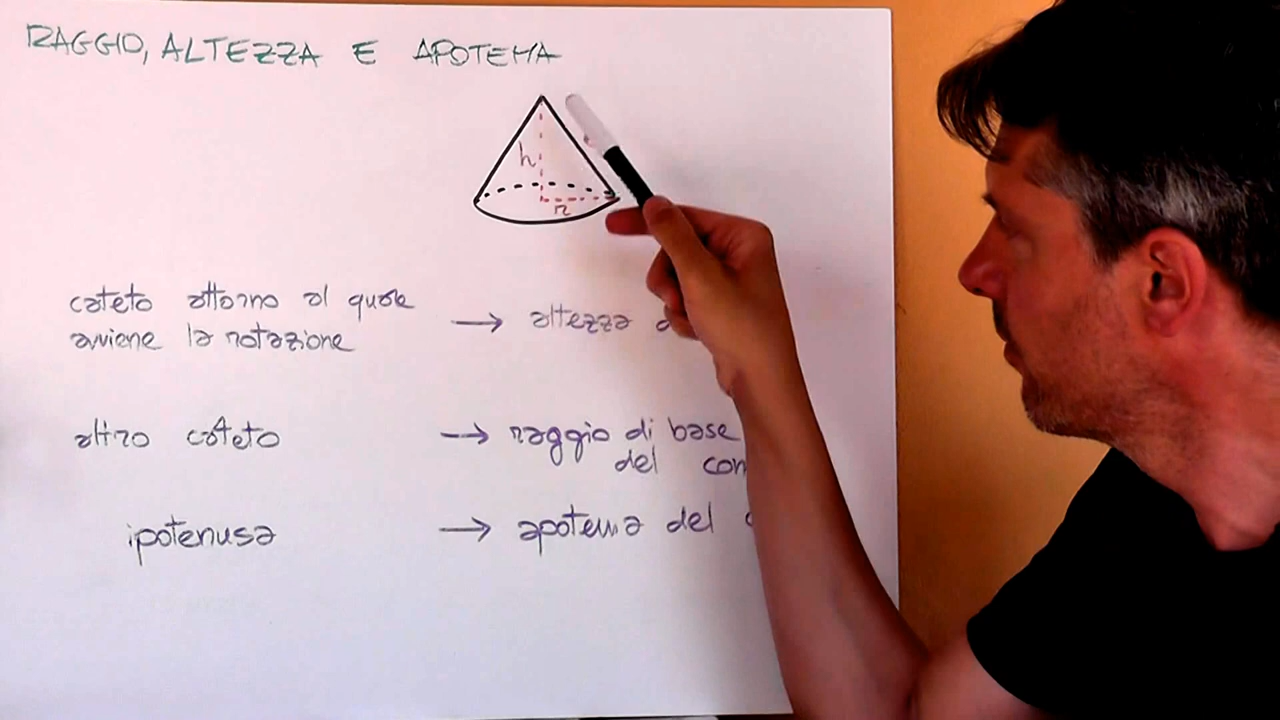 RAGGIO, ALTEZZA E APOTEMA
h
r
cateto attorno al quale
avviene la rotazione → altezza
altro cateto → raggio di base
del
ipotenusa → apotema del